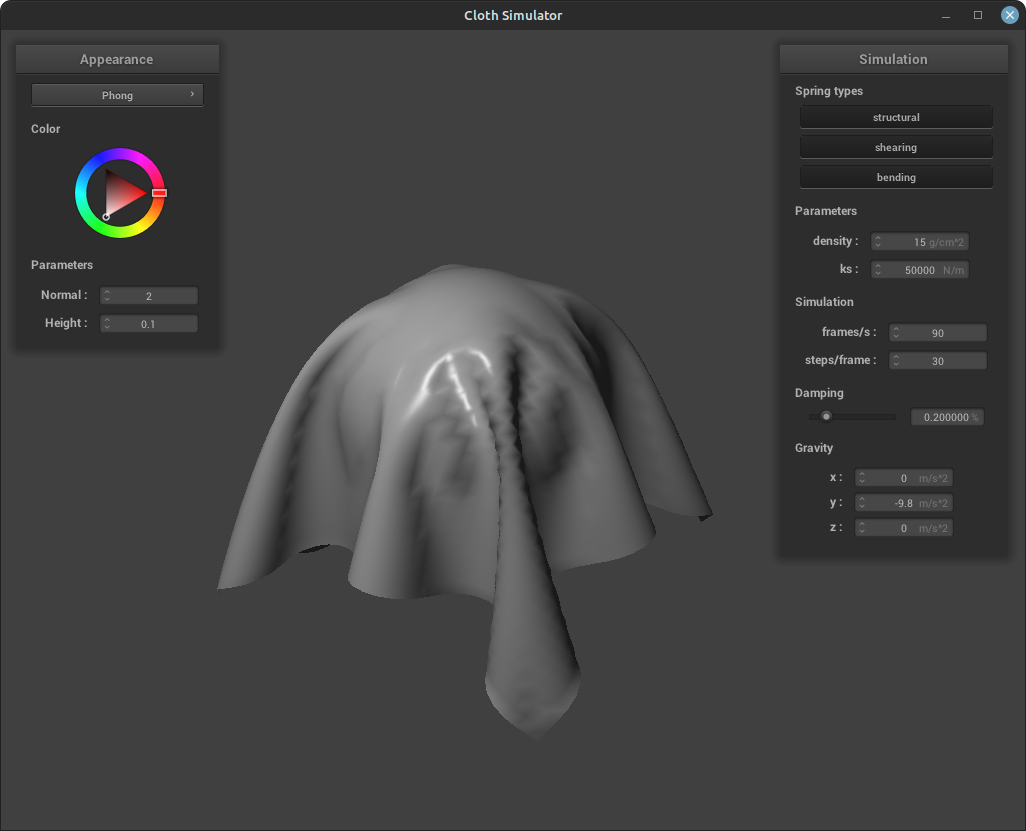 Cloth Simulator
Appearance
Phong
Color
Parameters
Normal : 2
Height : 0.1
Simulation
Spring types
structural
shearing
bending
Parameters
density : 15 g/cm^2
ks : 50000 N/m
Simulation
frames/s : 90
steps/frame : 30
Damping
0.200000 %
Gravity
x : 0 m/s^2
y : -9.8 m/s^2
z : 0 m/s^2